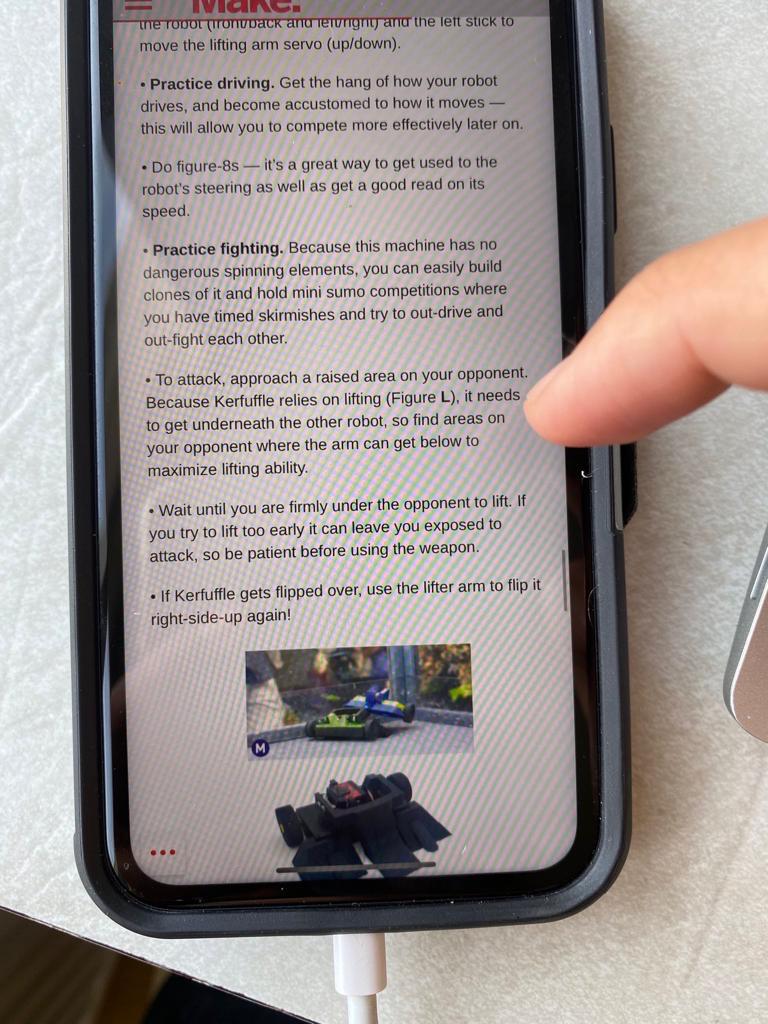 Make:
the robot (front/back and left/right) and the left stick to
move the lifting arm servo (up/down).
• Practice driving. Get the hang of how your robot
drives, and become accustomed to how it moves —
this will allow you to compete more effectively later on.
• Do figure-8s — it's a great way to get used to the
robot's steering as well as get a good read on its
speed.
• Practice fighting. Because this machine has no
dangerous spinning elements, you can easily build
clones of it and hold mini sumo competitions where
you have timed skirmishes and try to out-drive and
out-fight each other.
• To attack, approach a raised area on your opponent.
Because Kerfuffle relies on lifting (Figure L), it needs
to get underneath the other robot, so find areas on
your opponent where the arm can get below to
maximize lifting ability.
• Wait until you are firmly under the opponent to lift. If
you try to lift too early it can leave you exposed to
attack, so be patient before using the weapon.
• If Kerfuffle gets flipped over, use the lifter arm to flip it
right-side-up again!
M